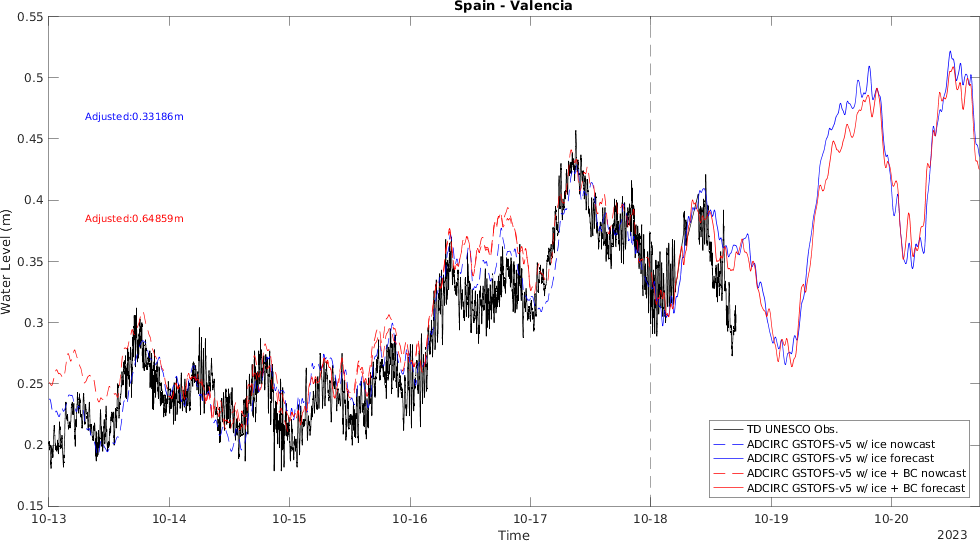 Spain - Valencia
0.55
0.5
0.45
0.4
0.35
0.3
0.25
0.2
0.15
Water Level (m)
Adjusted:0.33186m
Adjusted:0.64859m
TD UNESCO Obs.
ADCIRC GSTOFS-v5 w/ ice nowcast
ADCIRC GSTOFS-v5 w/ ice forecast
ADCIRC GSTOFS-v5 w/ ice + BC nowcast
ADCIRC GSTOFS-v5 w/ ice + BC forecast
10-13 10-14 10-15 10-16 10-17 10-18 10-19 10-20
Time
2023